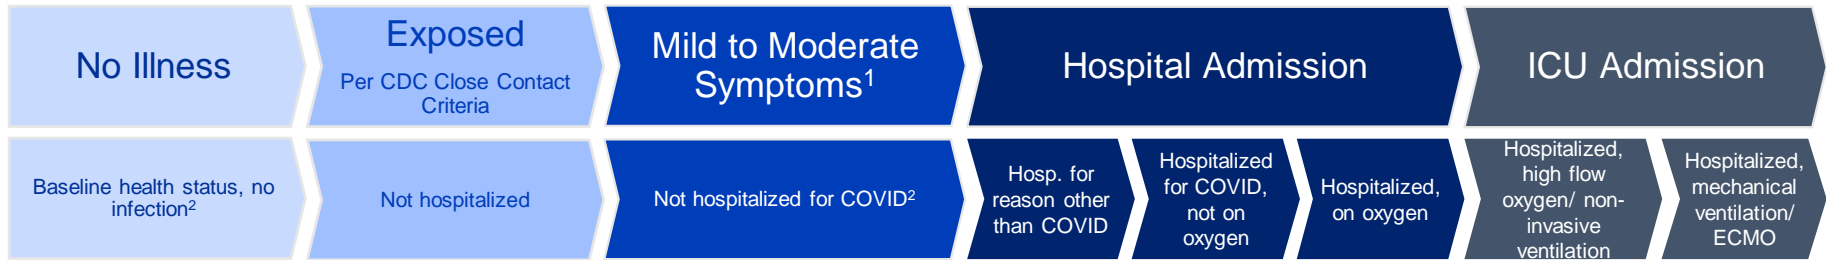 No Illness
Exposed
Per CDC Close Contact
Criteria
Mild to Moderate
Symptoms1
Hospital Admission
ICU Admission
Baseline health status, no
infection2
Not hospitalized
Not hospitalized for COVID2
Hosp. for
reason other
than COVID
Hospitalized
for COVID,
not on
oxygen
Hospitalized,
on oxygen
Hospitalized,
high flow
oxygen/ non-
invasive
ventilation
Hospitalized,
mechanical
ventilation/
ECMO